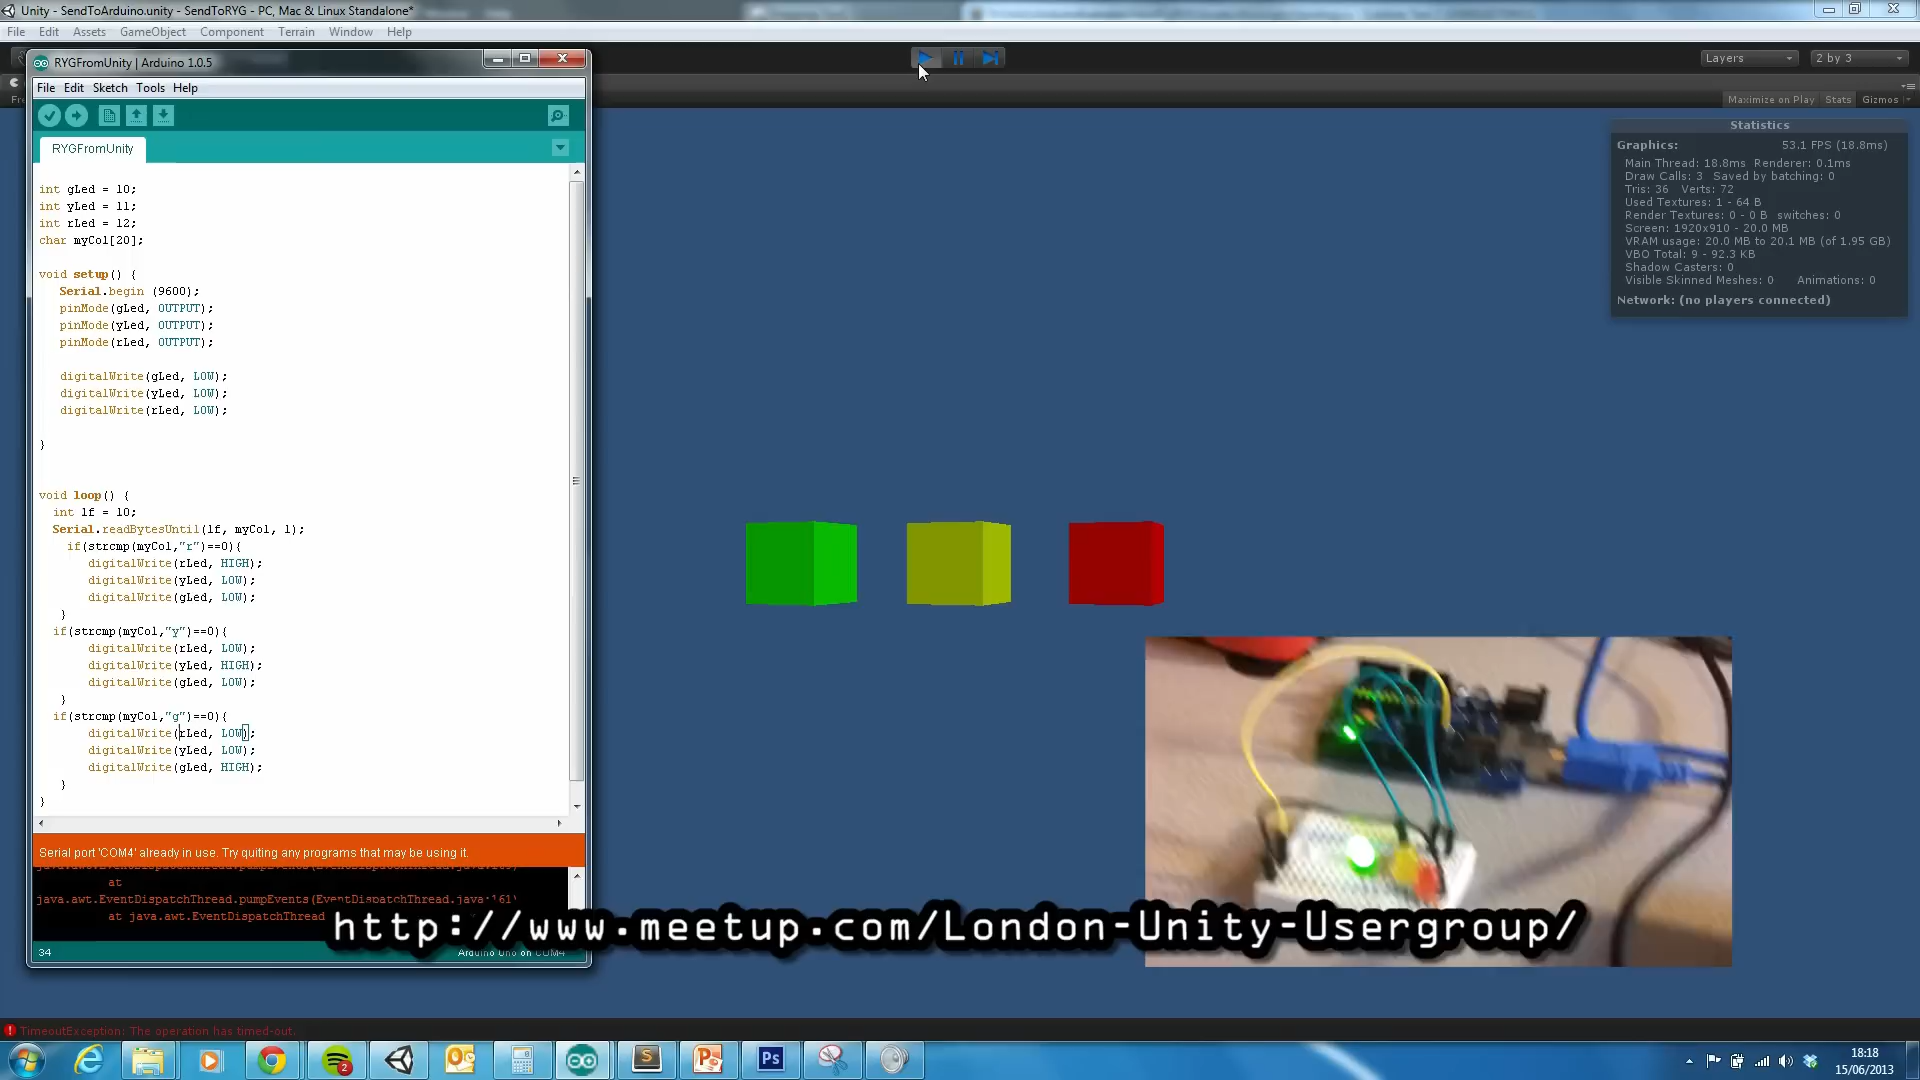 Unity - SendToArduino.unity - SendToRYG - PC, Mac & Linux Standalone*
File Edit Assets GameObject Component Terrain Window Help
RYGFromUnity | Arduino 1.0.5
File Edit Sketch Tools Help
RYGFromUnity
int gLed = 10;
int yLed = 11;
int rLed = 12;
char myCol[20];
void setup() {
Serial.begin (9600);
pinMode(gLed, OUTPUT);
pinMode(yLed, OUTPUT);
pinMode(rLed, OUTPUT);
digitalWrite(gLed, LOW);
digitalWrite(yLed, LOW);
digitalWrite(rLed, LOW);
}
void loop() {
int lf = 10;
Serial.readBytesUntil(lf, myCol, 1);
if(strcmp(myCol,"r")==0){
digitalWrite(rLed, HIGH);
digitalWrite(yLed, LOW);
digitalWrite(gLed, LOW);
}
if(strcmp(myCol,"y")==0){
digitalWrite(rLed, LOW);
digitalWrite(yLed, HIGH);
digitalWrite(gLed, LOW);
}
if(strcmp(myCol,"g")==0){
digitalWrite(rLed, LOW);
digitalWrite(yLed, LOW);
digitalWrite(gLed, HIGH);
}
}
Serial port 'COM4' already in use. Try quiting any programs that may be using it.
at
java.awt.EventDispatchThread.pumpEvents(EventDispatchThread.java:161)
at java.awt.EventDispatchThread
34
Arduino Uno on COM4
Layers
2 by 3
Maximize on Play Stats Gizmos
Statistics
Graphics: 53.1 FPS (18.8ms)
Main Thread: 18.8ms Renderer: 0.1ms
Draw Calls: 3 Saved by batching: 0
Tris: 36 Verts: 72
Used Textures: 1 - 64 B
Render Textures: 0 - 0 B switches: 0
Screen: 1920x910 - 20.0 MB
VRAM usage: 20.0 MB to 20.1 MB (of 1.95 GB)
VBO Total: 9 - 92.3 KB
Shadow Casters: 0
Visible Skinned Meshes: 0 Animations: 0
Network: (no players connected)
http://www.meetup.com/London-Unity-Usergroup/
TimeoutException: The operation has timed-out.
2
S
Ps
18:18
15/06/2013